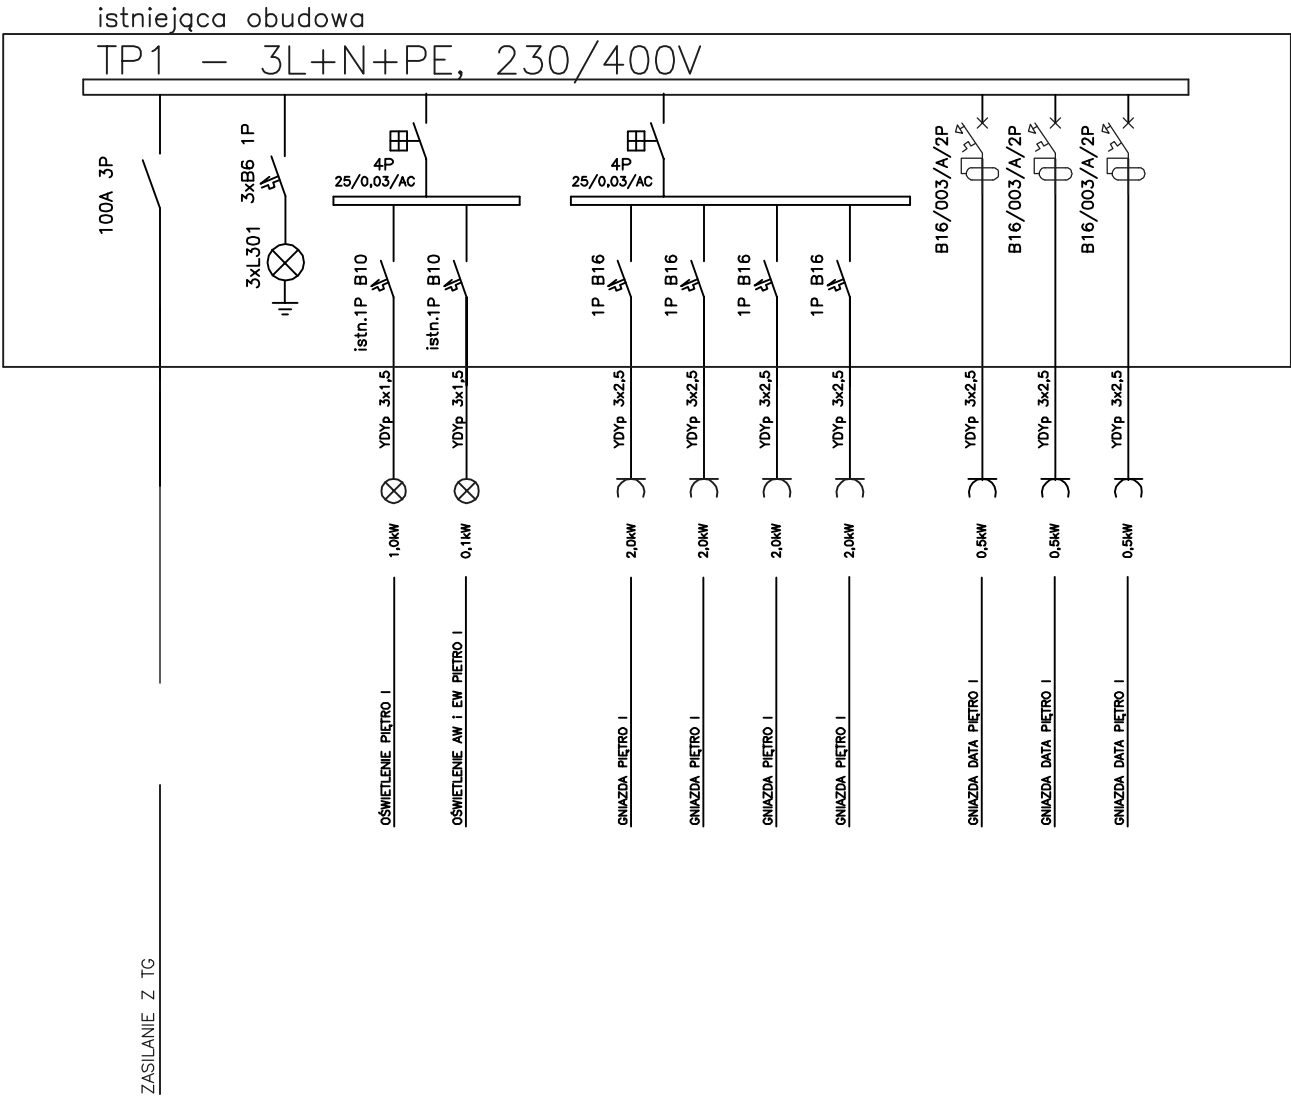 istniejąca obudowa
TP1 – 3L+N+PE, 230/400V
100A 3P
3xB6 1P
3xL301
4P
25/0,03/AC
4P
25/0,03/AC
istn.1P B10
istn.1P B10
1P B16
1P B16
1P B16
1P B16
B16/003/A/2P
B16/003/A/2P
B16/003/A/2P
YDYp 3x1,5
YDYp 3x1,5
YDYp 3x2,5
YDYp 3x2,5
YDYp 3x2,5
YDYp 3x2,5
YDYp 3x2,5
YDYp 3x2,5
YDYp 3x2,5
1,0kW
0,1kW
2,0kW
2,0kW
2,0kW
2,0kW
0,5kW
0,5kW
0,5kW
OŚWIETLENIE PIĘTRO I
OŚWIETLENIE AW i EW PIETRO I
GNIAZDA PIĘTRO I
GNIAZDA PIĘTRO I
GNIAZDA PIĘTRO I
GNIAZDA PIĘTRO I
GNIAZDA DATA PIĘTRO I
GNIAZDA DATA PIĘTRO I
GNIAZDA DATA PIĘTRO I
ZASILANIE Z TG